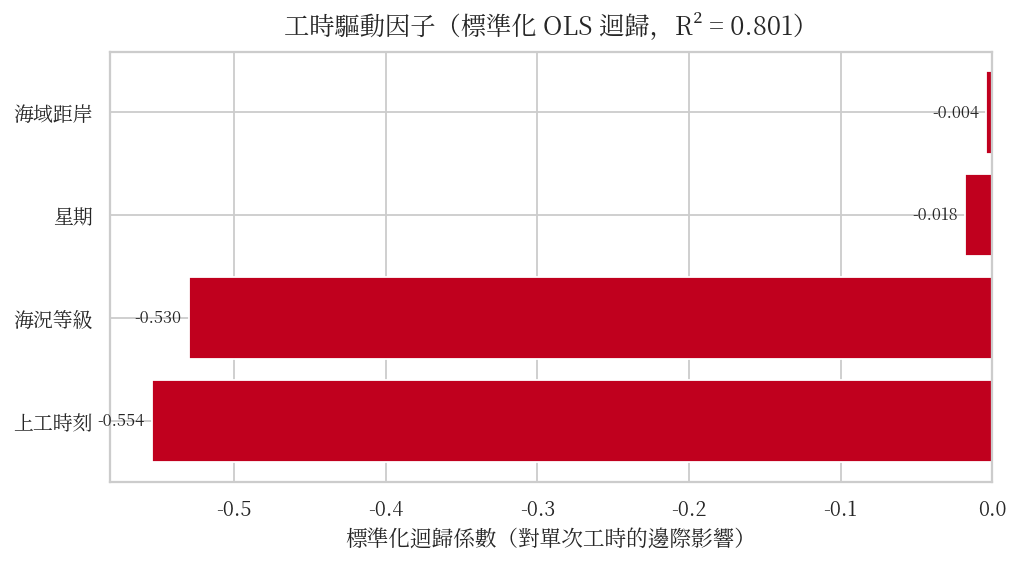 工時驅動因子（標準化 OLS 迴歸，R² = 0.801）
海域距岸
-0.004
星期
-0.018
海況等級
-0.530
上工時刻
-0.554
-0.5
-0.4
-0.3
-0.2
-0.1
0.0
標準化迴歸係數（對單次工時的邊際影響）